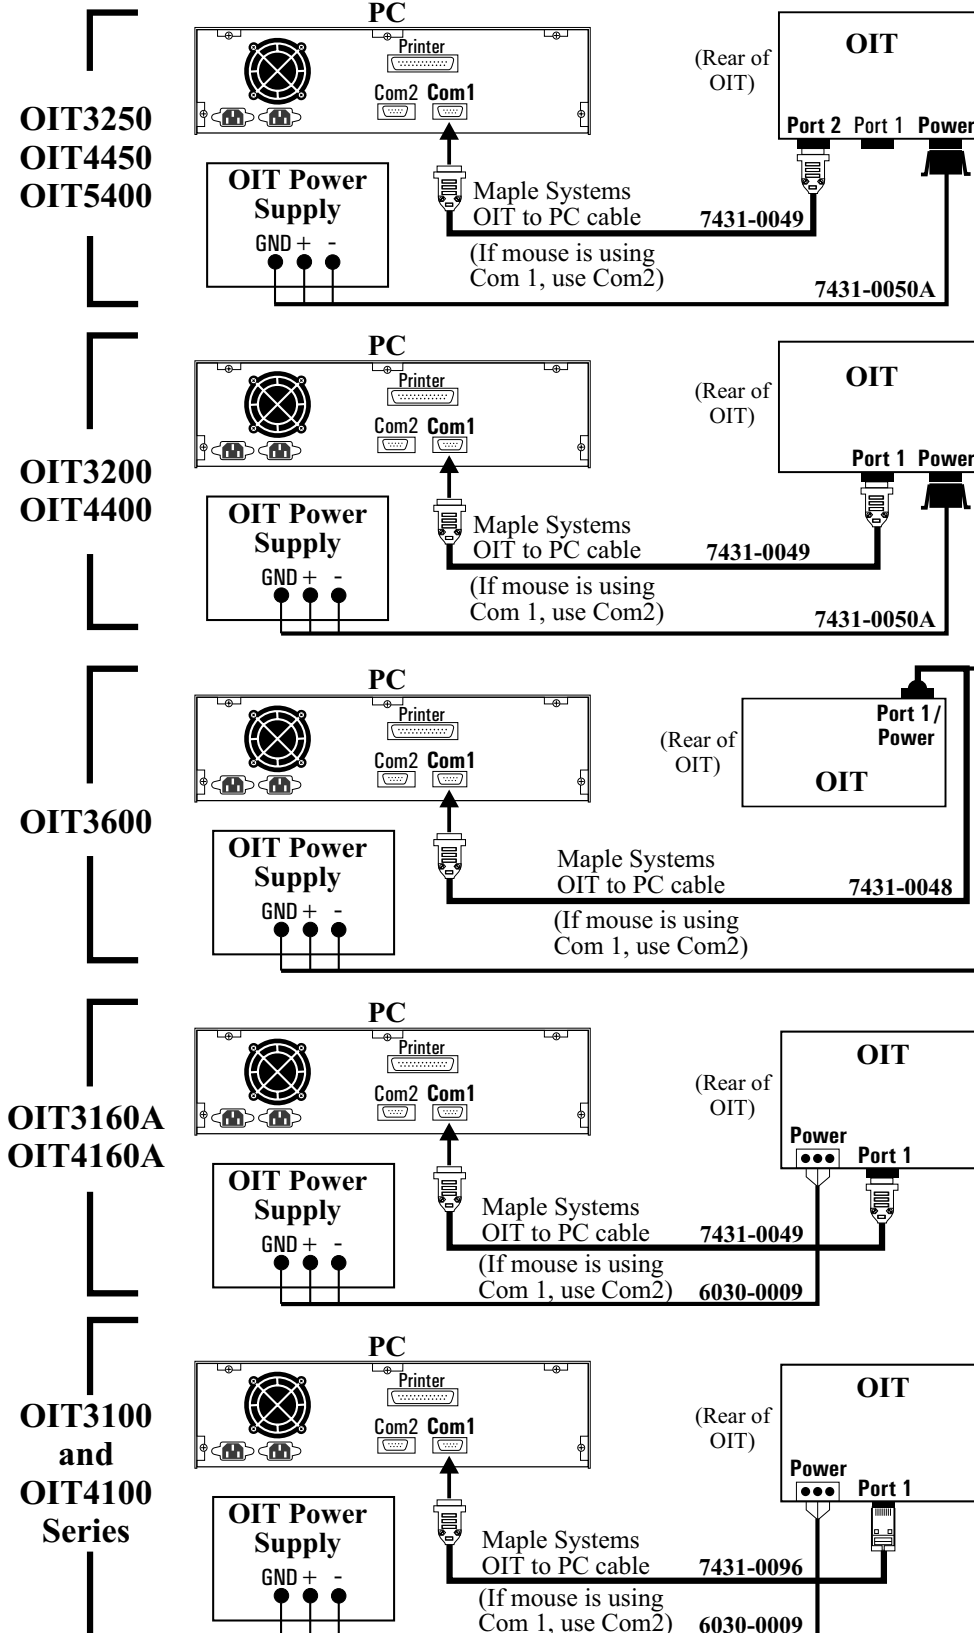 OIT3250
OIT4450
OIT5400
PC
Printer
Com2 Com1
(Rear of
OIT)
OIT
Port 2 Port 1 Power
OIT Power
Supply
GND + -
Maple Systems
OIT to PC cable 7431-0049
(If mouse is using
Com 1, use Com2)
7431-0050A
OIT3200
OIT4400
PC
Printer
Com2 Com1
(Rear of
OIT)
OIT
Port 1 Power
OIT Power
Supply
GND + -
Maple Systems
OIT to PC cable 7431-0049
(If mouse is using
Com 1, use Com2)
7431-0050A
OIT3600
PC
Printer
Com2 Com1
(Rear of
OIT)
Port 1 /
Power
OIT
OIT Power
Supply
GND + -
Maple Systems
OIT to PC cable 7431-0048
(If mouse is using
Com 1, use Com2)
OIT3160A
OIT4160A
PC
Printer
Com2 Com1
(Rear of
OIT)
OIT
Power
Port 1
OIT Power
Supply
GND + -
Maple Systems
OIT to PC cable 7431-0049
(If mouse is using
Com 1, use Com2) 6030-0009
OIT3100
and
OIT4100
Series
PC
Printer
Com2 Com1
(Rear of
OIT)
OIT
Power
Port 1
OIT Power
Supply
GND + -
Maple Systems
OIT to PC cable 7431-0096
(If mouse is using
Com 1, use Com2) 6030-0009